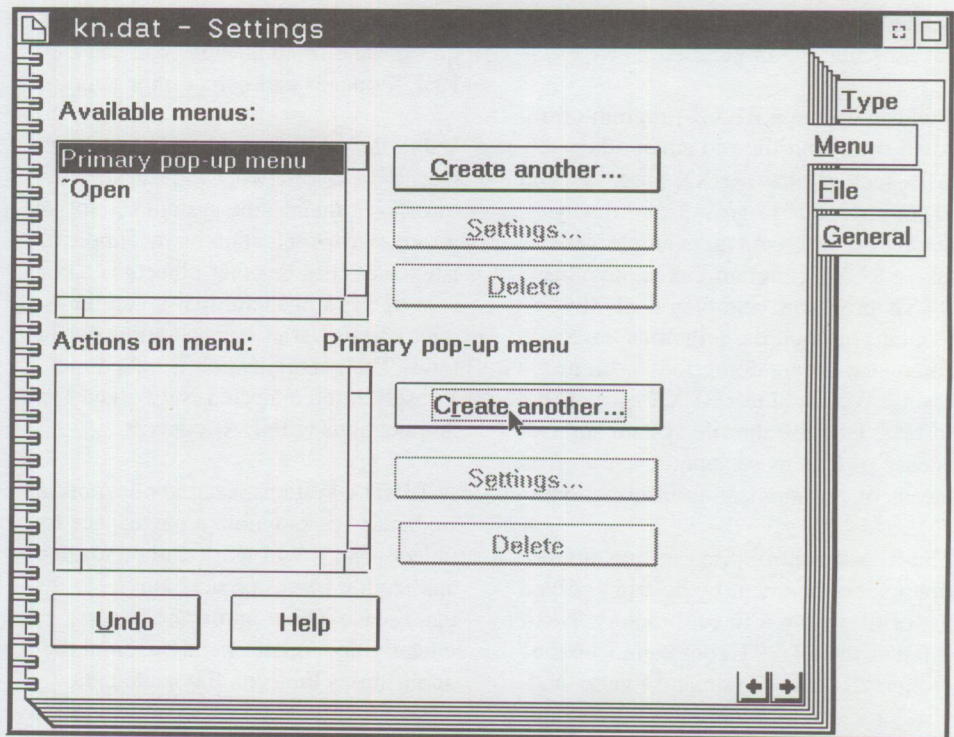 kn.dat - Settings
Available menus:
Primary pop-up menu
~Open
Create another...
Settings...
Delete
Type
Menu
File
General
Actions on menu:
Primary pop-up menu
Create another...
Settings...
Delete
Undo
Help